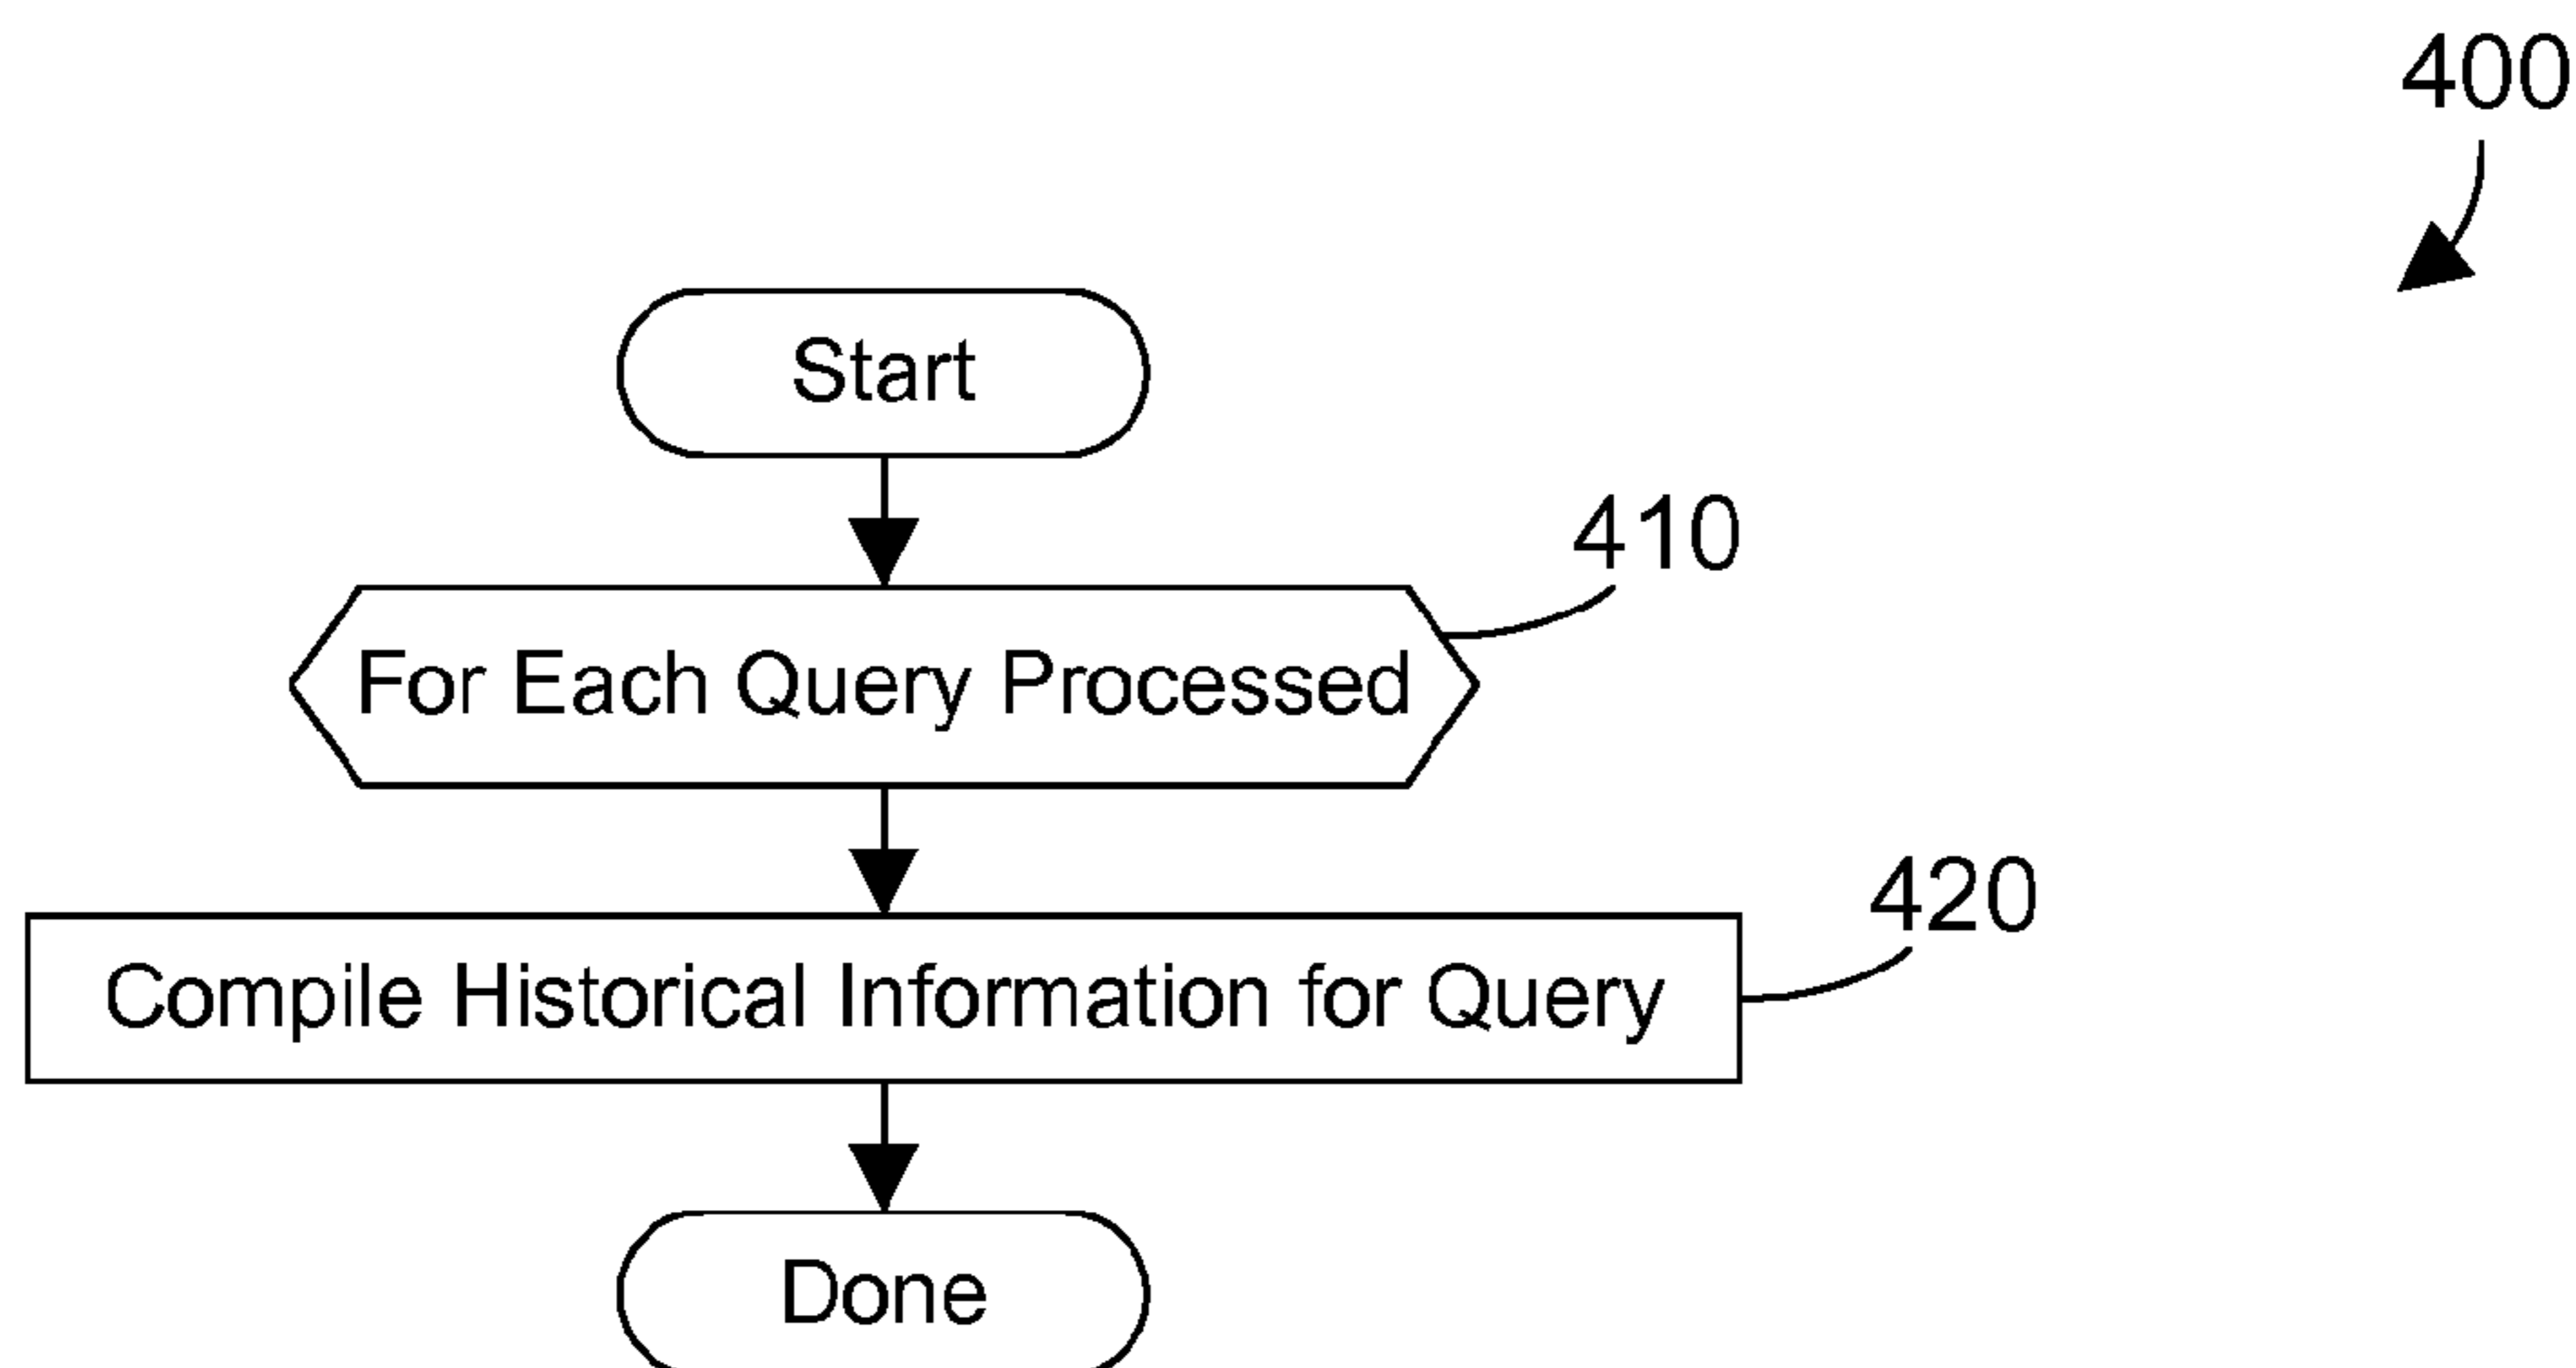 400
Start
410
For Each Query Processed
420
Compile Historical Information for Query
Done